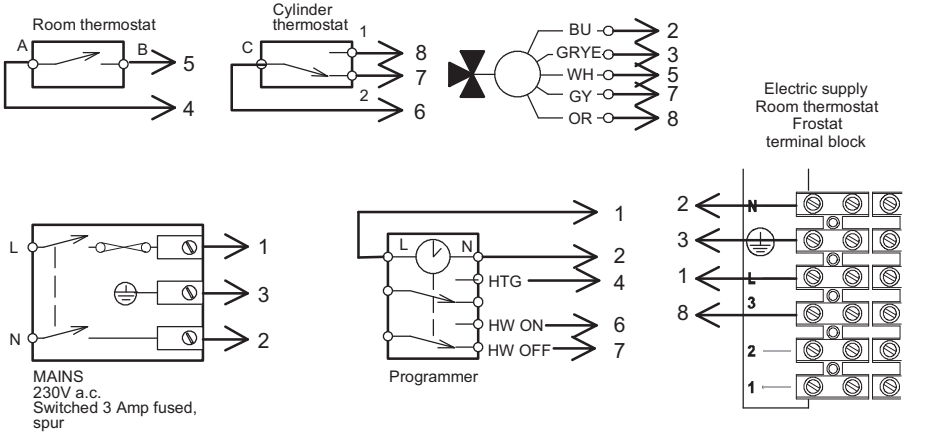 Room thermostat
A
B
5
4
Cylinder
thermostat
C
1
8
7
2
6
BU
2
GRYE
3
WH
5
GY
7
OR
8
Electric supply
Room thermostat
Frostat
terminal block
L
1
3
N
2
MAINS
230V a.c.
Switched 3 Amp fused,
spur
1
L
N
2
HTG
4
HW ON
6
HW OFF
7
Programmer
2
N
3
1
L
3
8
2
1